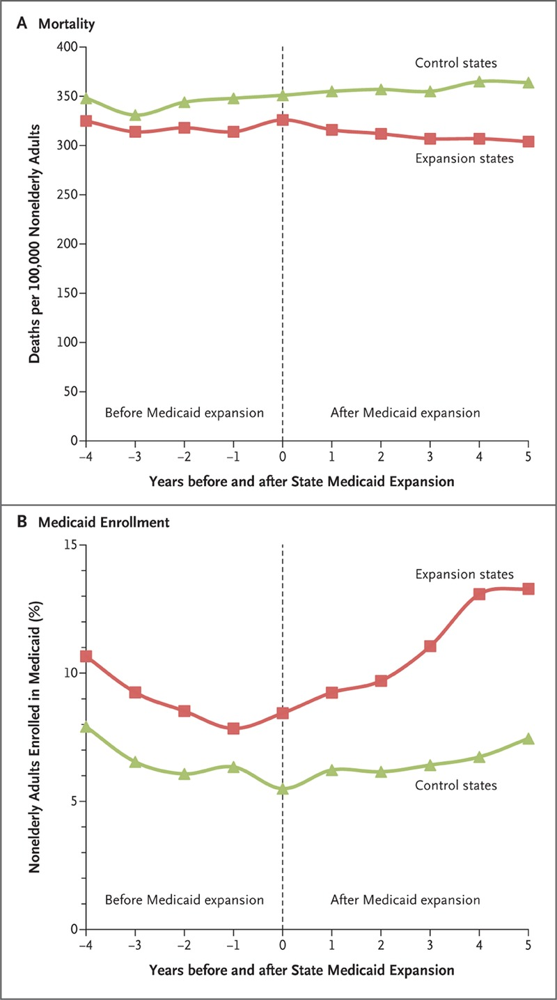 A Mortality
400
350
300
250
200
150
100
50
0
Deaths per 100,000 Nonelderly Adults
Control states
Expansion states
Before Medicaid expansion
After Medicaid expansion
–4 –3 –2 –1 0 1 2 3 4 5
Years before and after State Medicaid Expansion
B Medicaid Enrollment
15
10
5
0
Nonelderly Adults Enrolled in Medicaid (%)
Expansion states
Control states
Before Medicaid expansion
After Medicaid expansion
–4 –3 –2 –1 0 1 2 3 4 5
Years before and after State Medicaid Expansion